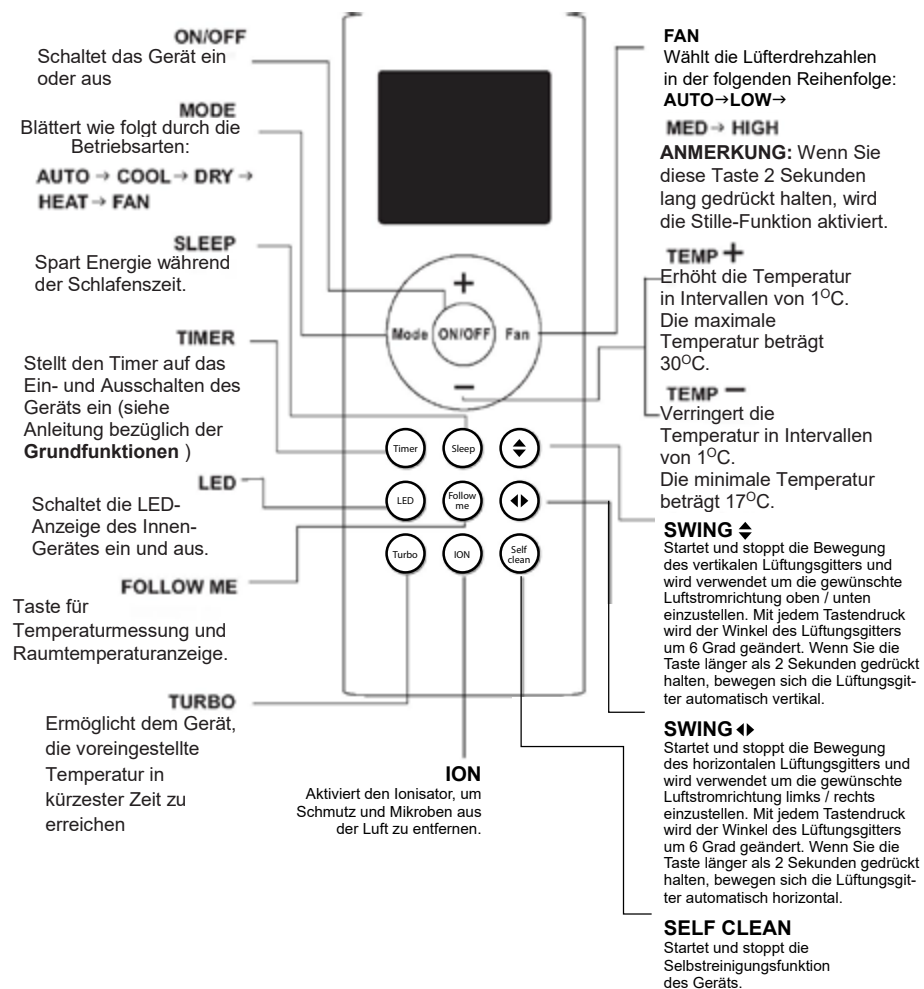 ON/OFF
Schaltet das Gerät ein
oder aus
MODE
Blättert wie folgt durch die
Betriebsarten:
AUTO → COOL → DRY →
HEAT → FAN
SLEEP
Spart Energie während
der Schlafenszeit.
TIMER
Stellt den Timer auf das
Ein- und Ausschalten des
Geräts ein (siehe
Anleitung bezüglich der
Grundfunktionen )
LED
Schaltet die LED-
Anzeige des Innen-
Gerätes ein und aus.
FOLLOW ME
Taste für
Temperaturmessung und
Raumtemperaturanzeige.
TURBO
Ermöglicht dem Gerät,
die voreingestellte
Temperatur in
kürzester Zeit zu
erreichen
+
Mode ON/OFF Fan
−
Timer Sleep
LED Follow
me
Turbo ION Self
clean
ION
Aktiviert den Ionisator, um
Schmutz und Mikroben aus
der Luft zu entfernen.
FAN
Wählt die Lüfterdrehzahlen
in der folgenden Reihenfolge:
AUTO→LOW→
MED→ HIGH
ANMERKUNG: Wenn Sie
diese Taste 2 Sekunden
lang gedrückt halten, wird
die Stille-Funktion aktiviert.
TEMP +
Erhöht die Temperatur
in Intervallen von 1°C.
Die maximale
Temperatur beträgt
30°C.
TEMP −
Verringert die
Temperatur in Intervallen
von 1°C.
Die minimale Temperatur
beträgt 17°C.
SWING
Startet und stoppt die Bewegung
des vertikalen Lüftungsgitters und
wird verwendet um die gewünschte
Luftstromrichtung oben / unten
einzustellen. Mit jedem Tastendruck
wird der Winkel des Lüftungsgitters
um 6 Grad geändert. Wenn Sie die
Taste länger als 2 Sekunden gedrückt
halten, bewegen sich die Lüftungsgit-
ter automatisch vertikal.
SWING
Startet und stoppt die Bewegung
des horizontalen Lüftungsgitters und
wird verwendet um die gewünschte
Luftstromrichtung limks / rechts
einzustellen. Mit jedem Tastendruck
wird der Winkel des Lüftungsgitters
um 6 Grad geändert. Wenn Sie die
Taste länger als 2 Sekunden gedrückt
halten, bewegen sich die Lüftungsgit-
ter automatisch horizontal.
SELF CLEAN
Startet und stoppt die
Selbstreinigungsfunktion
des Geräts.